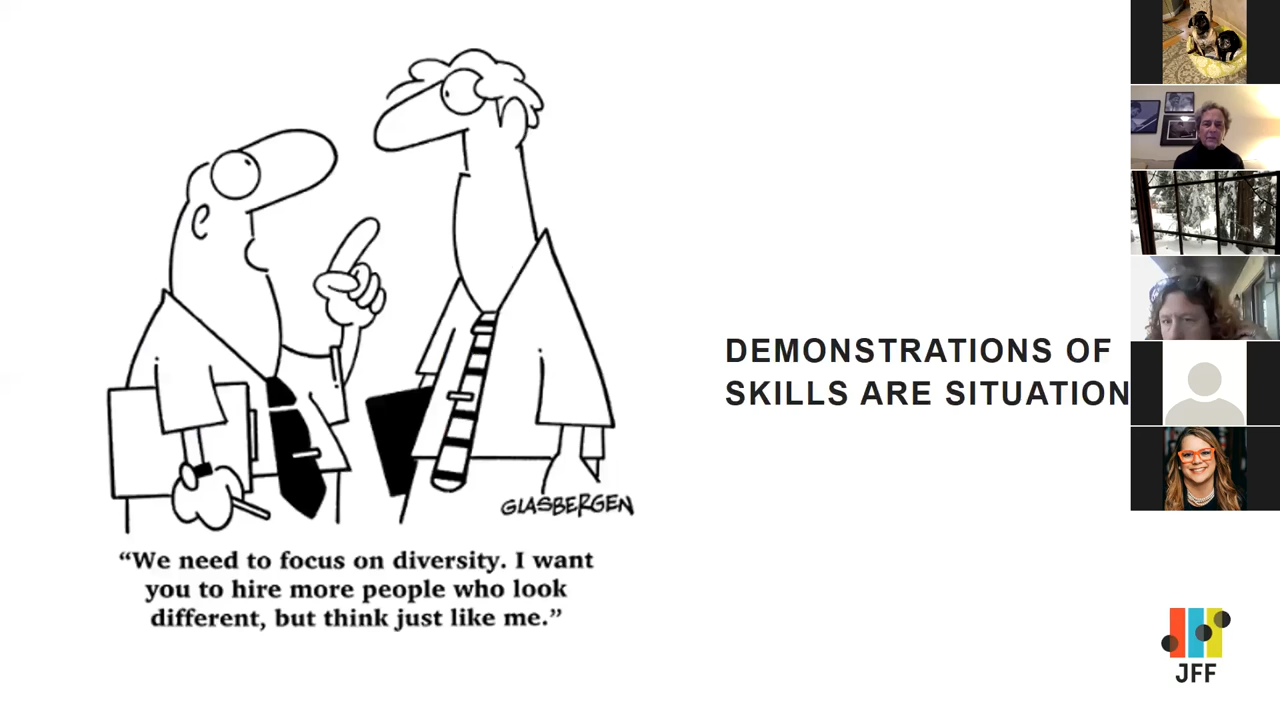 GLASBERGEN
“We need to focus on diversity. I want
you to hire more people who look
different, but think just like me.”
DEMONSTRATIONS OF
SKILLS ARE SITUATION
JFF